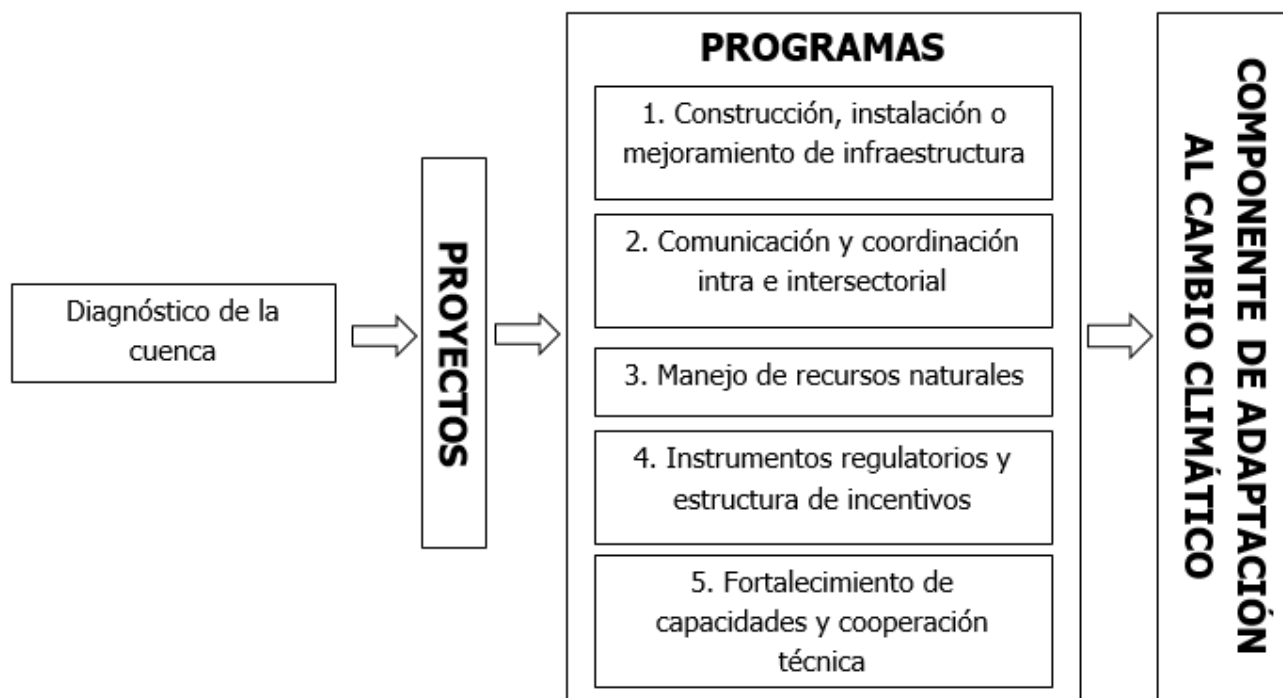 Diagnóstico de la
cuenca
PROYECTOS
PROGRAMAS
1. Construcción, instalación o
mejoramiento de infraestructura
2. Comunicación y coordinación
intra e intersectorial
3. Manejo de recursos naturales
4. Instrumentos regulatorios y
estructura de incentivos
5. Fortalecimiento de
capacidades y cooperación
técnica
COMPONENTE DE ADAPTACIÓN
AL CAMBIO CLIMÁTICO